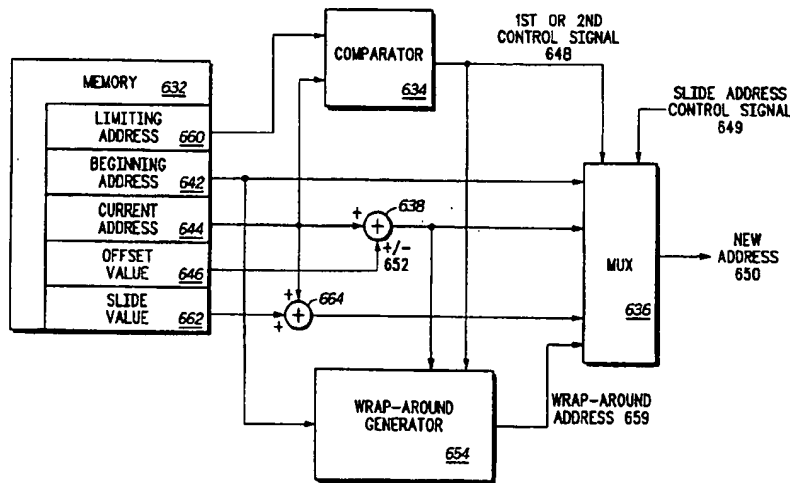 1ST OR 2ND
CONTROL SIGNAL
648
COMPARATOR
634
SLIDE ADDRESS
CONTROL SIGNAL
649
MEMORY 632
LIMITING
ADDRESS 660
BEGINNING
ADDRESS 642
CURRENT
ADDRESS 644
OFFSET
VALUE 646
SLIDE
VALUE 662
+ + 638
+/-
652
+ + 664
+
MUX
636
NEW
ADDRESS
650
WRAP-AROUND
GENERATOR
654
WRAP-AROUND
ADDRESS 659